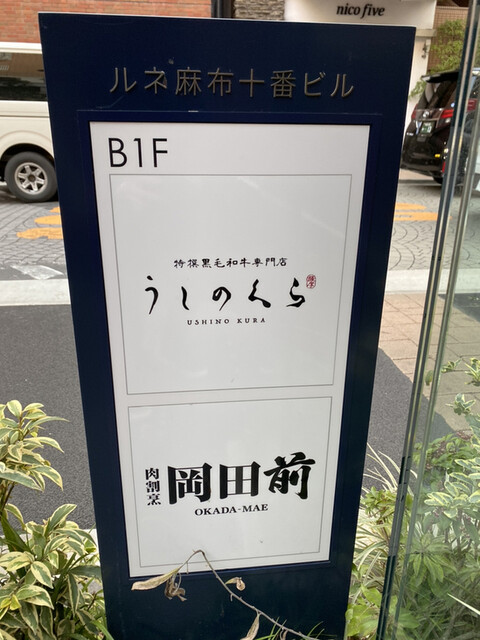 nico five
ルネ麻布十番ビル
B1F
特撰黒毛和牛専門店
うしのくら
USHINO KURA
肉割烹
岡田前
OKADA-MAE